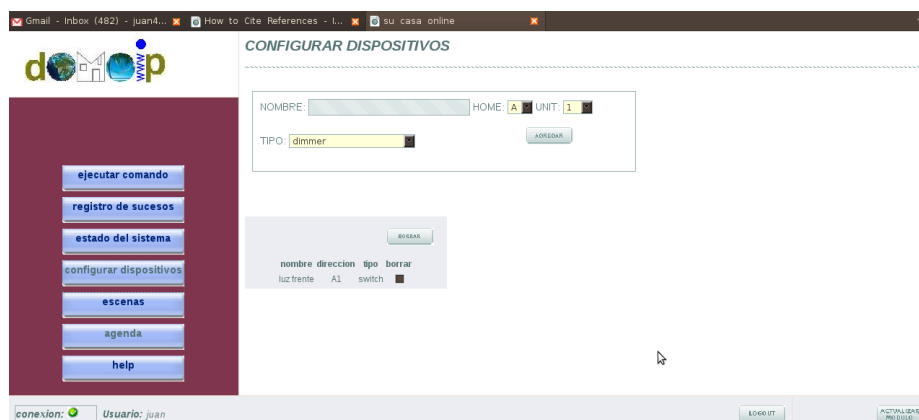 Gmail - Inbox (482) - juan4...
How to Cite References - I...
su casa online
domoip
www
CONFIGURAR DISPOSITIVOS
NOMBRE: HOME: A UNIT: 1
TIPO: dimmer
AGREGAR
ejecutar comando
registro de sucesos
estado del sistema
configurar dispositivos
escenas
agenda
help
BORRAR
nombre direccion tipo borrar
luz frente A1 switch
conexion:
Usuario: juan
LOGOUT